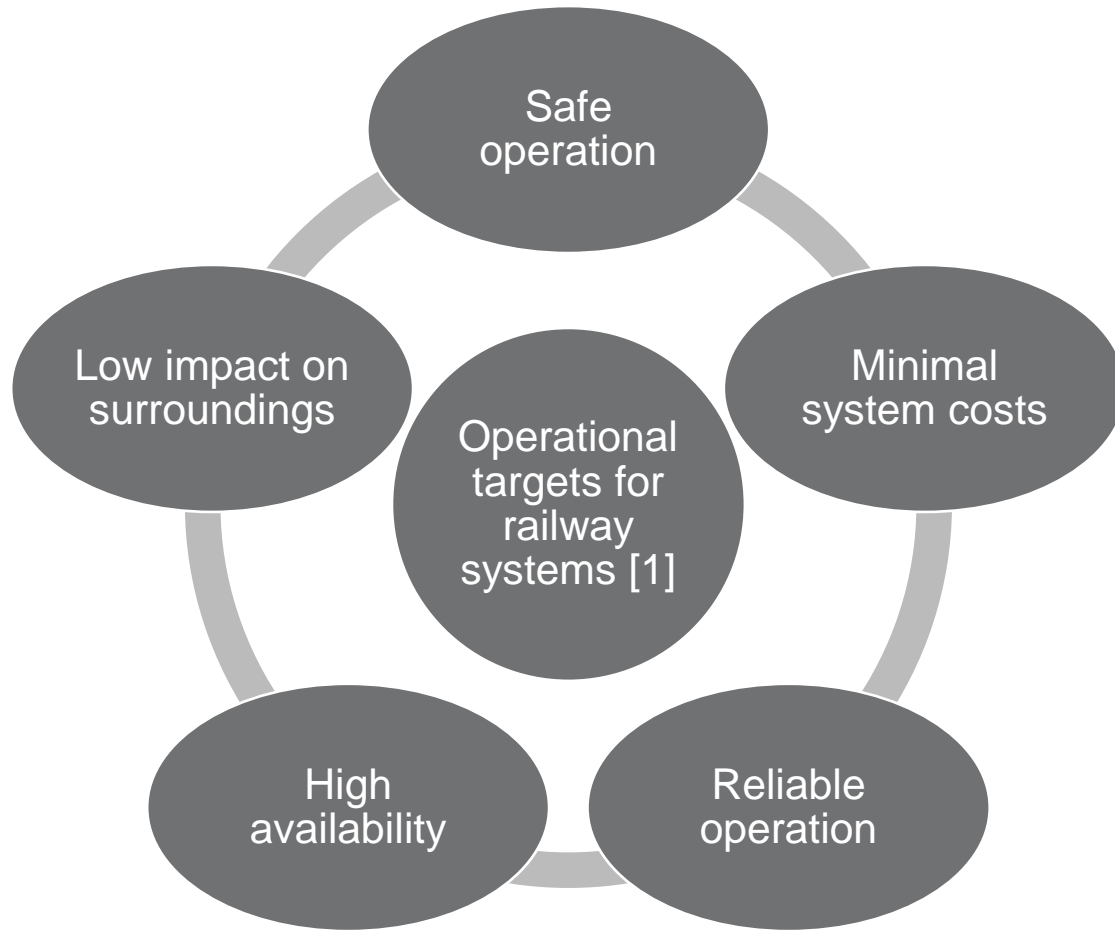 Safe
operation
Low impact on
surroundings
Minimal
system costs
Operational
targets for
railway
systems [1]
High
availability
Reliable
operation